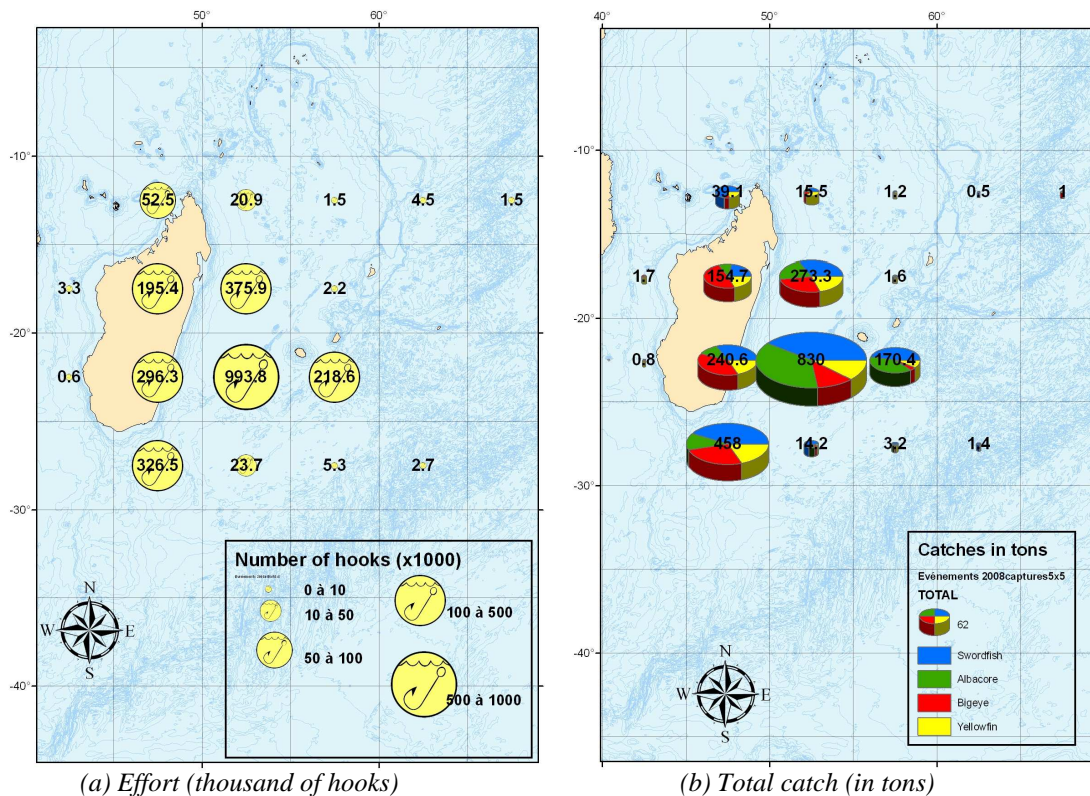 50° 60°
-10°
52.5 20.9 1.5 4.5 1.5
3.3 195.4 375.9 2.2
-20°
0.6 296.3 993.8 218.6
326.5 23.7 5.3 2.7
-30°
Number of hooks (x1000)
0 à 10
10 à 50
50 à 100
100 à 500
500 à 1000
N
W E
S
-40°
(a) Effort (thousand of hooks)
40° 50° 60°
-10°
39.1 15.5 1.2 0.5 1
1.7 154.7 273.3 1.6
-20°
0.8 240.6 830 170.4
458 14.2 3.2 1.4
-30°
Catches in tons
Evénements 2008captures5x5
TOTAL
62
Swordfish
Albacore
Bigeye
Yellowfin
-40°
N
W E
S
(b) Total catch (in tons)